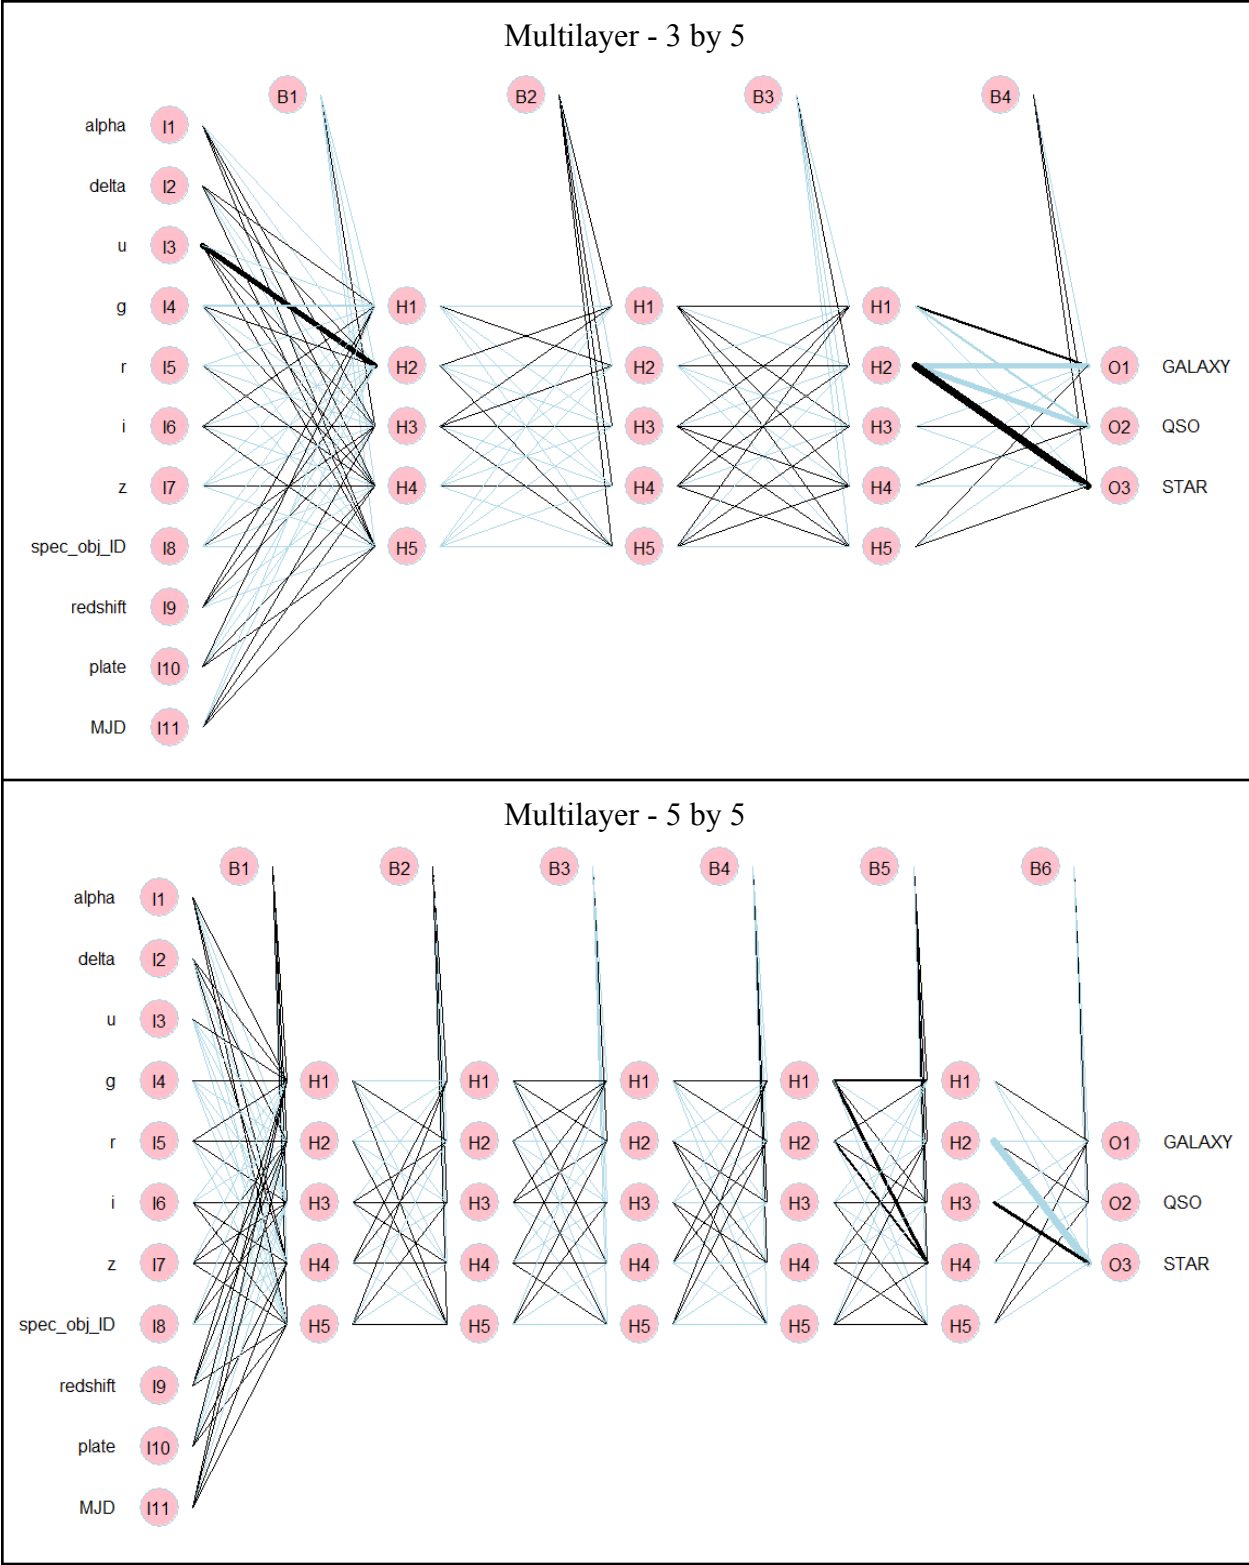 Multilayer - 3 by 5
B1 B2 B3 B4
alpha I1
delta I2
u I3
g I4 H1 H1 H1
r I5 H2 H2 H2 O1 GALAXY
i I6 H3 H3 H3 O2 QSO
z I7 H4 H4 H4 O3 STAR
spec_obj_ID I8 H5 H5 H5
redshift I9
plate I10
MJD I11
Multilayer - 5 by 5
B1 B2 B3 B4 B5 B6
alpha I1
delta I2
u I3
g I4 H1 H1 H1 H1 H1
r I5 H2 H2 H2 H2 H2 O1 GALAXY
i I6 H3 H3 H3 H3 H3 O2 QSO
z I7 H4 H4 H4 H4 H4 O3 STAR
spec_obj_ID I8 H5 H5 H5 H5 H5
redshift I9
plate I10
MJD I11